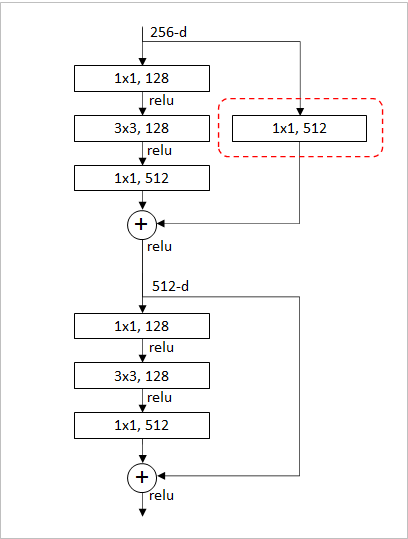 256-d
1x1, 128
relu
3x3, 128
1x1, 512
relu
1x1, 512
+
relu
512-d
1x1, 128
relu
3x3, 128
relu
1x1, 512
+
relu